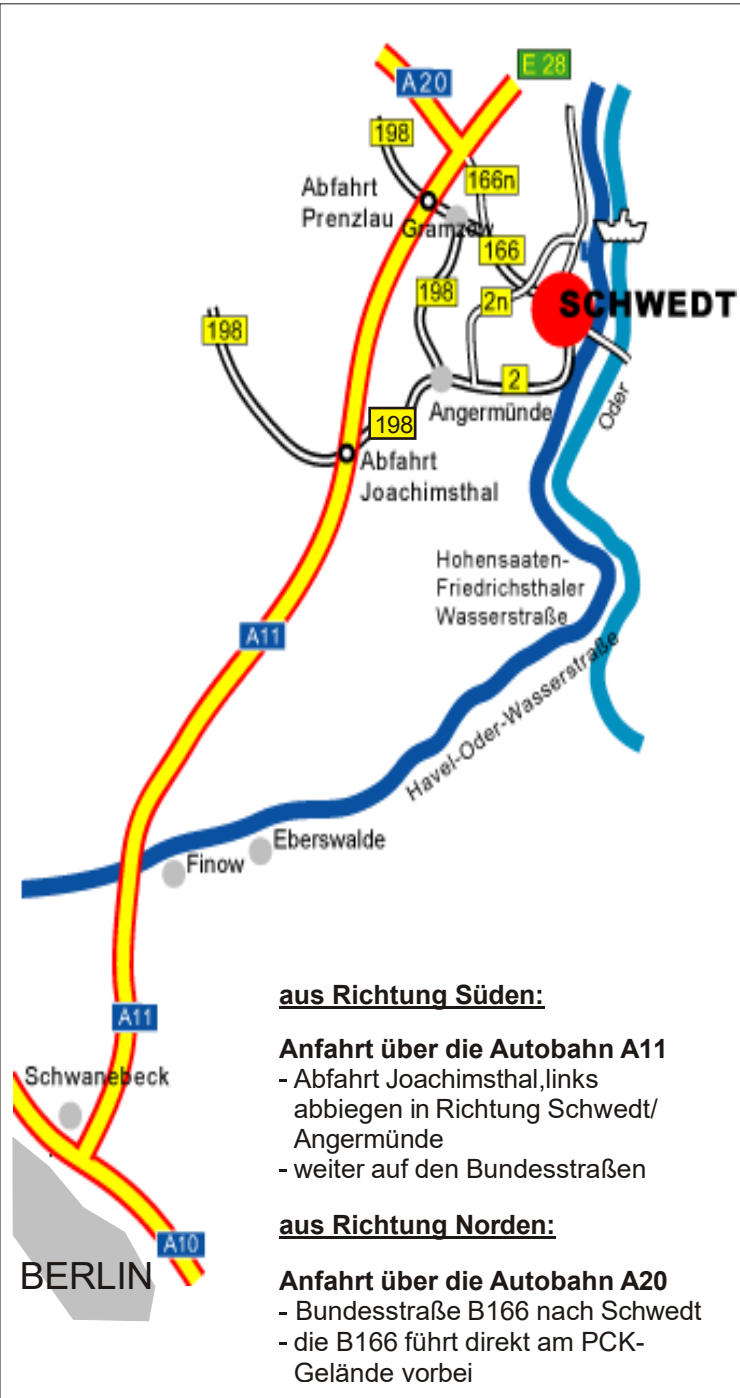 E 28
A20
198
166n
Abfahrt
Prenzlau
Gramzow
166
198
2n
SCHWEDT
198
2
Angermünde
Oder
198
Abfahrt
Joachimsthal
Hohensaaten-
Friedrichsthaler
Wasserstraße
A11
Havel-Oder-Wasserstraße
Eberswalde
Finow
A11
Schwanebeck
A10
BERLIN
aus Richtung Süden:
Anfahrt über die Autobahn A11
- Abfahrt Joachimsthal,links
abbiegen in Richtung Schwedt/
Angermünde
- weiter auf den Bundesstraßen
aus Richtung Norden:
Anfahrt über die Autobahn A20
- Bundesstraße B166 nach Schwedt
- die B166 führt direkt am PCK-
Gelände vorbei